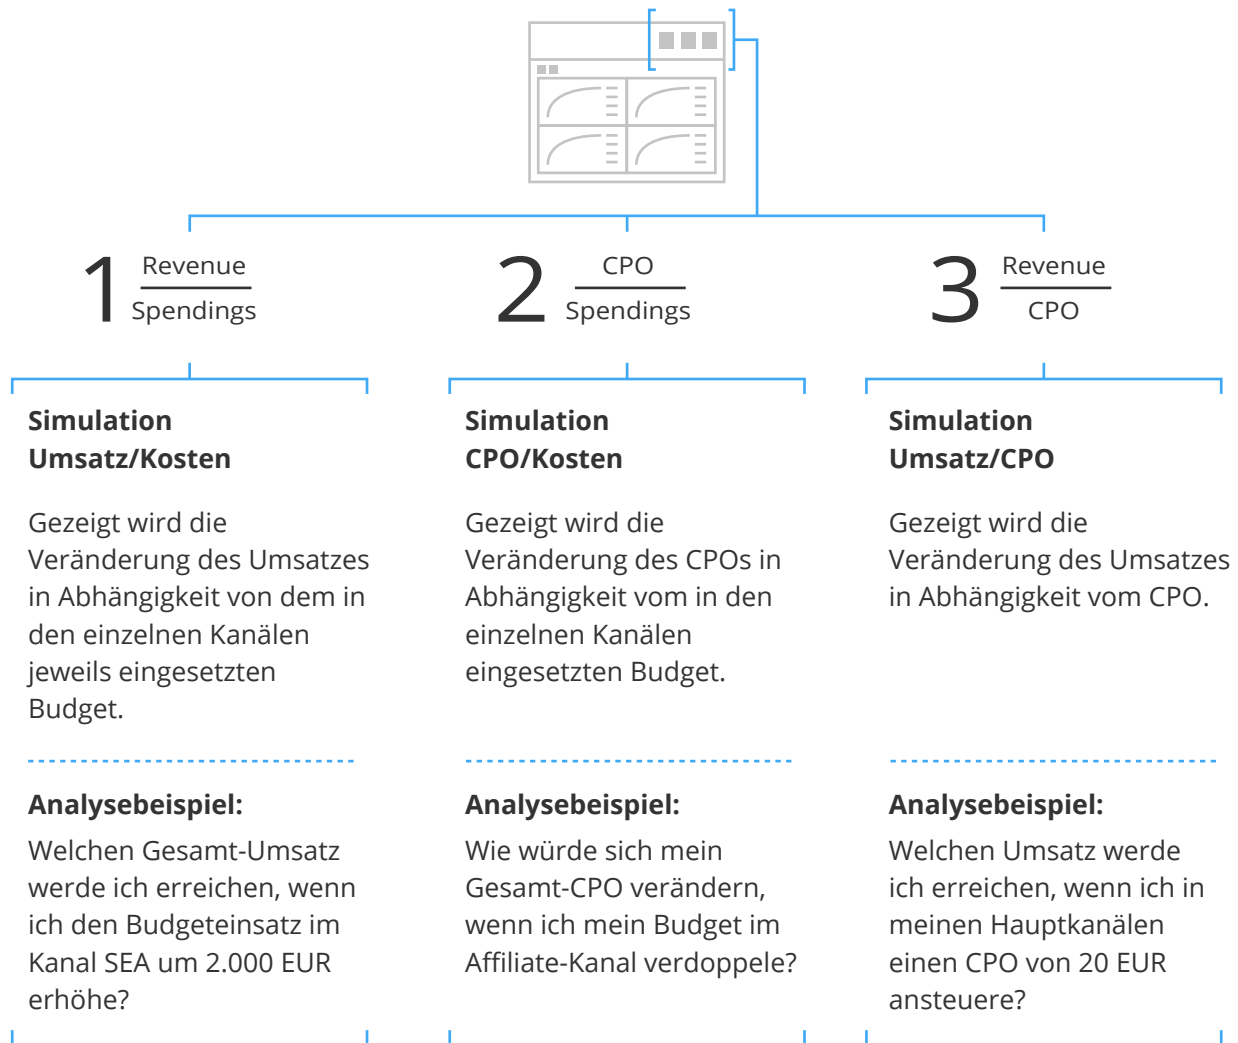 1 Revenue
Spendings
2 CPO
Spendings
3 Revenue
CPO
Simulation
Umsatz/Kosten
Gezeigt wird die
Veränderung des Umsatzes
in Abhängigkeit von dem in
den einzelnen Kanälen
jeweils eingesetzten
Budget.
Analysebeispiel:
Welchen Gesamt-Umsatz
werde ich erreichen, wenn
ich den Budgeteinsatz im
Kanal SEA um 2.000 EUR
erhöhe?
Simulation
CPO/Kosten
Gezeigt wird die
Veränderung des CPOs in
Abhängigkeit vom in den
einzelnen Kanälen
eingesetzten Budget.
Analysebeispiel:
Wie würde sich mein
Gesamt-CPO verändern,
wenn ich mein Budget im
Affiliate-Kanal verdoppele?
Simulation
Umsatz/CPO
Gezeigt wird die
Veränderung des Umsatzes
in Abhängigkeit vom CPO.
Analysebeispiel:
Welchen Umsatz werde
ich erreichen, wenn ich in
meinen Hauptkanälen
einen CPO von 20 EUR
ansteuere?